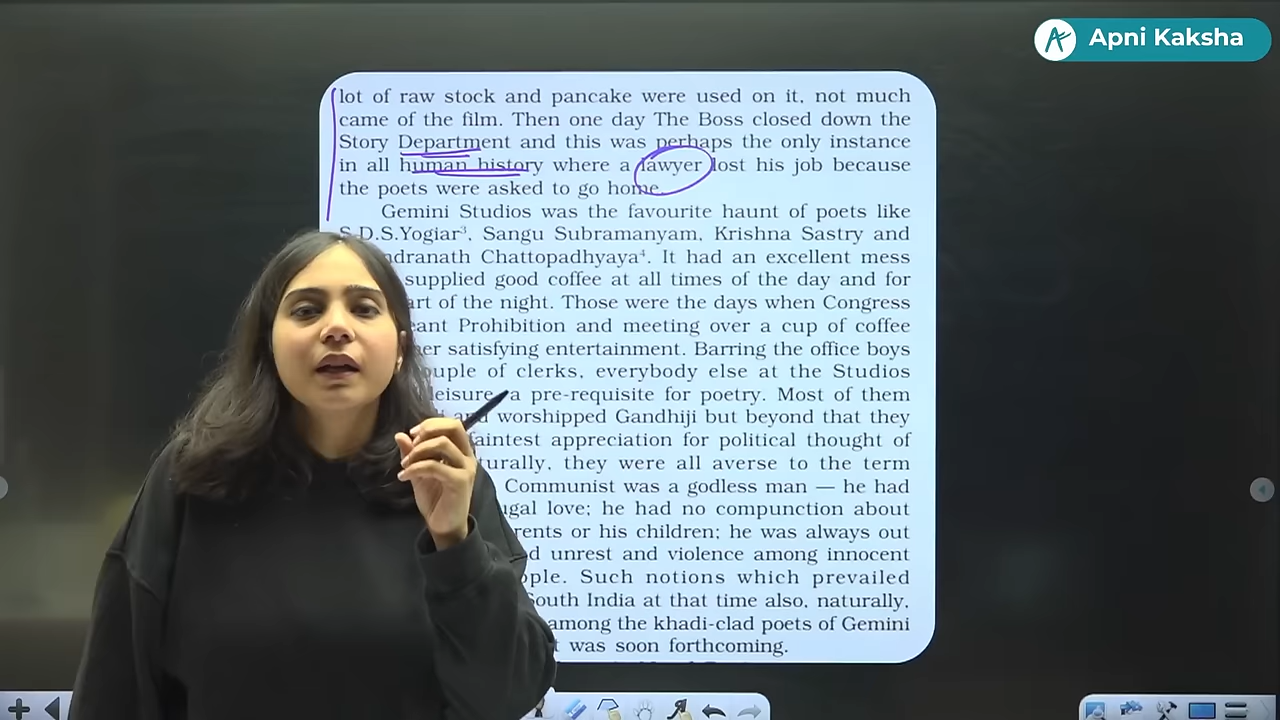 Apni Kaksha
lot of raw stock and pancake were used on it, not much
came of the film. Then one day The Boss closed down the
Story Department and this was perhaps the only instance
in all human history where a lawyer lost his job because
the poets were asked to go home.
Gemini Studios was the favourite haunt of poets like
S.D.S.Yogiar³, Sangu Subramanyam, Krishna Sastry and
Chattopadhyaya⁴. It had an excellent mess
supplied good coffee at all times of the day and for
of the night. Those were the days when Congress
Prohibition and meeting over a cup of coffee
satisfying entertainment. Barring the office boys
of clerks, everybody else at the Studios
leisure, a pre-requisite for poetry. Most of them
and worshipped Gandhiji but beyond that they
faintest appreciation for political thought of
they were all averse to the term
Communist was a godless man — he had
love; he had no compunction about
or his children; he was always out
unrest and violence among innocent
Such notions which prevailed
South India at that time also, naturally,
among the khadi-clad poets of Gemini
was soon forthcoming.